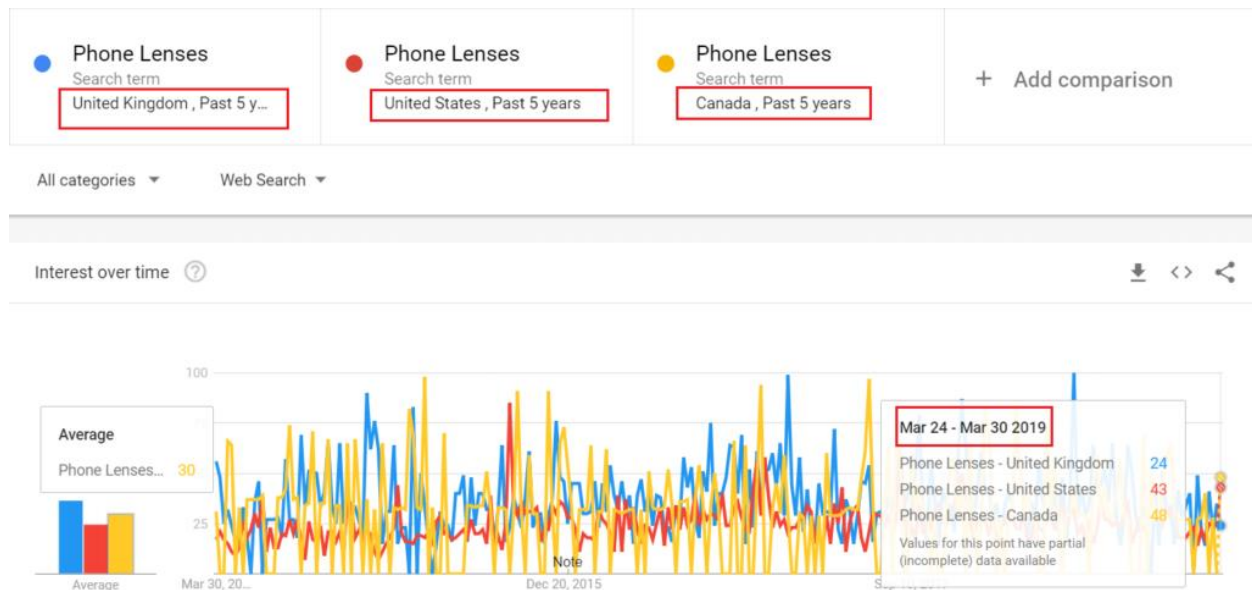 Phone Lenses
Search term
United Kingdom , Past 5 y...
Phone Lenses
Search term
United States , Past 5 years
Phone Lenses
Search term
Canada , Past 5 years
+ Add comparison
All categories
Web Search
Interest over time
100
25
Average
Phone Lenses... 30
Average
Mar 30, 20...
Note
Dec 20, 2015
Mar 24 - Mar 30 2019
Phone Lenses - United Kingdom 24
Phone Lenses - United States 43
Phone Lenses - Canada 48
Values for this point have partial
(incomplete) data available